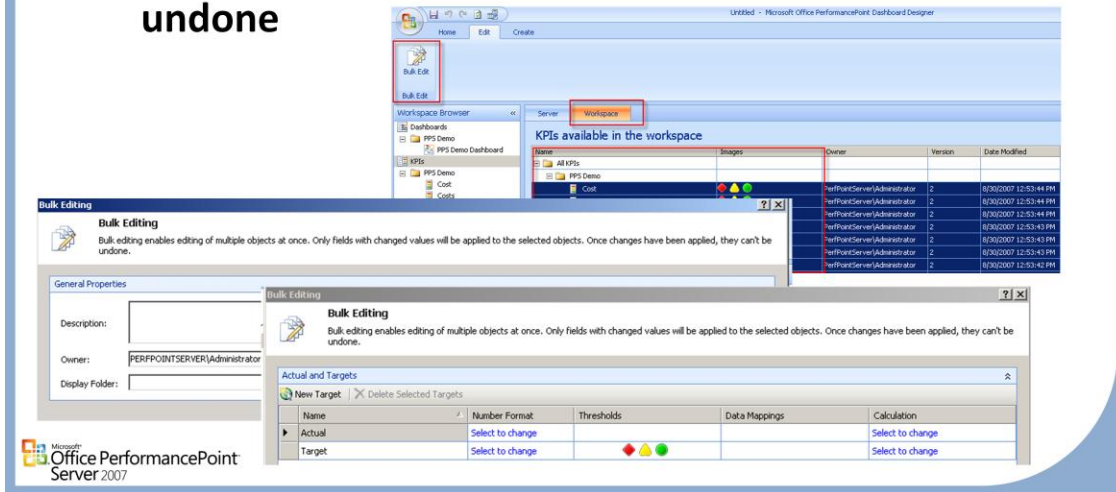 undone
Untitled - Microsoft Office PerformancePoint Dashboard Designer
Home Edit Create
Bulk Edit
Bulk Edit
Workspace Browser «
Dashboards
PPS Demo
PPS Demo Dashboard
KPIs
PPS Demo
Cost
Costs
Server Workspace
KPIs available in the workspace
Name Images Owner Version Date Modified
All KPIs
PPS Demo
Cost PerfPointServer\Administrator 2 8/30/2007 12:53:44 PM
PerfPointServer\Administrator 2 8/30/2007 12:53:44 PM
PerfPointServer\Administrator 2 8/30/2007 12:53:44 PM
PerfPointServer\Administrator 2 8/30/2007 12:53:43 PM
PerfPointServer\Administrator 2 8/30/2007 12:53:43 PM
PerfPointServer\Administrator 2 8/30/2007 12:53:43 PM
PerfPointServer\Administrator 2 8/30/2007 12:53:42 PM
Bulk Editing
Bulk Editing
Bulk editing enables editing of multiple objects at once. Only fields with changed values will be applied to the selected objects. Once changes have been applied, they can't be
undone.
General Properties
Description:
Owner: PERFPOINTSERVER\Administrator
Display Folder:
Bulk Editing
Bulk Editing
Bulk editing enables editing of multiple objects at once. Only fields with changed values will be applied to the selected objects. Once changes have been applied, they can't be
undone.
Actual and Targets
New Target Delete Selected Targets
Name Number Format Thresholds Data Mappings Calculation
Actual Select to change Select to change
Target Select to change Select to change
Microsoft
Office PerformancePoint
Server 2007